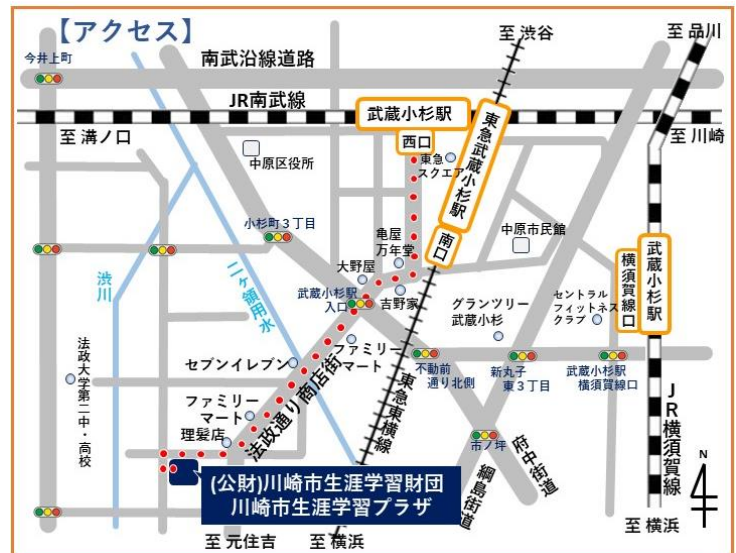 【アクセス】
至 渋谷
至 品川
今井上町
南武沿線道路
JR南武線
武蔵小杉駅
至 溝ノ口
西口
至 川崎
東急武蔵小杉駅
南口
中原区役所
東急
スクエア
小杉町3丁目
亀屋
万年堂
中原市民館
大野屋
渋川
二ヶ領用水
武蔵小杉駅
入口
吉野家
グランツリー
武蔵小杉
セントラル
フィットネス
クラブ
横須賀線口
武蔵小杉駅
法政大学第二中・高校
セブンイレブン
ファミリー
マート
不動前
通り北側
新丸子
東3丁目
武蔵小杉駅
横須賀線口
ファミリー
マート
理髪店
法政通り商店街
東急東横線
JR横須賀線
市ノ坪
府中街道
綱島街道
N
(公財)川崎市生涯学習財団
川崎市生涯学習プラザ
至 元住吉
至 横浜
至 横浜